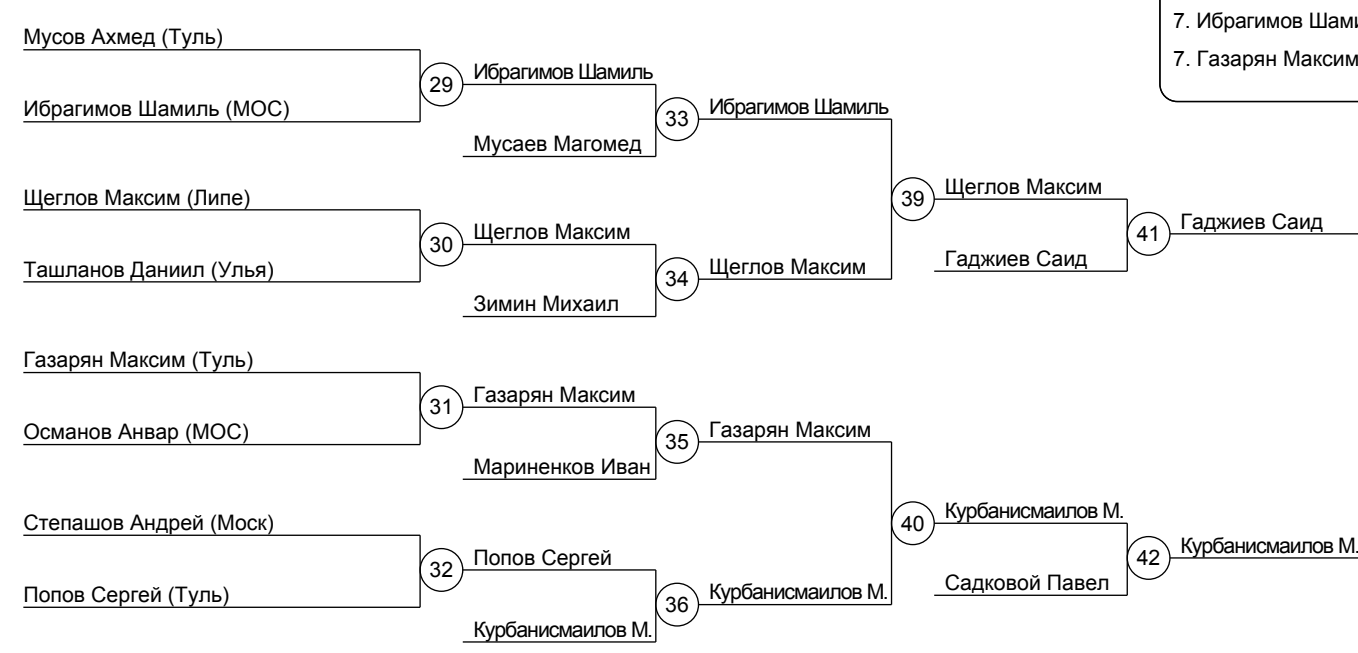 7. Ибрагимов
7. Газарян Максим
Мусов Ахмед (Туль)
29
Ибрагимов Шамиль
Ибрагимов Шамиль (МОС)
33
Ибрагимов Шамиль
Мусаев Магомед
Щеглов Максим (Липе)
39
Щеглов Максим
30
Щеглов Максим
41
Гаджиев Саид
Ташланов Даниил (Улья)
34
Щеглов Максим
Гаджиев Саид
Зимин Михаил
Газарян Максим (Туль)
31
Газарян Максим
Османов Анвар (МОС)
35
Газарян Максим
Мариненков Иван
Степашов Андрей (Моск)
40
Курбанисмаилов М.
32
Попов Сергей
42
Курбанисмаилов М.
Попов Сергей (Туль)
36
Курбанисмаилов М.
Садковой Павел
Курбанисмаилов М.